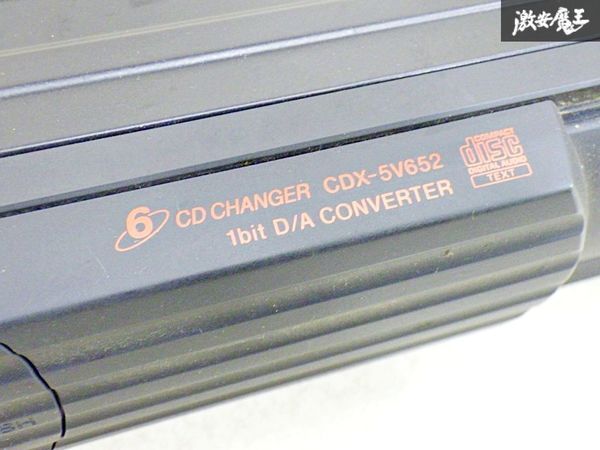 激安魔王
6 CD CHANGER CDX-5V652
1bit D/A CONVERTER
COMPACT
disc
DIGITAL AUDIO
TEXT